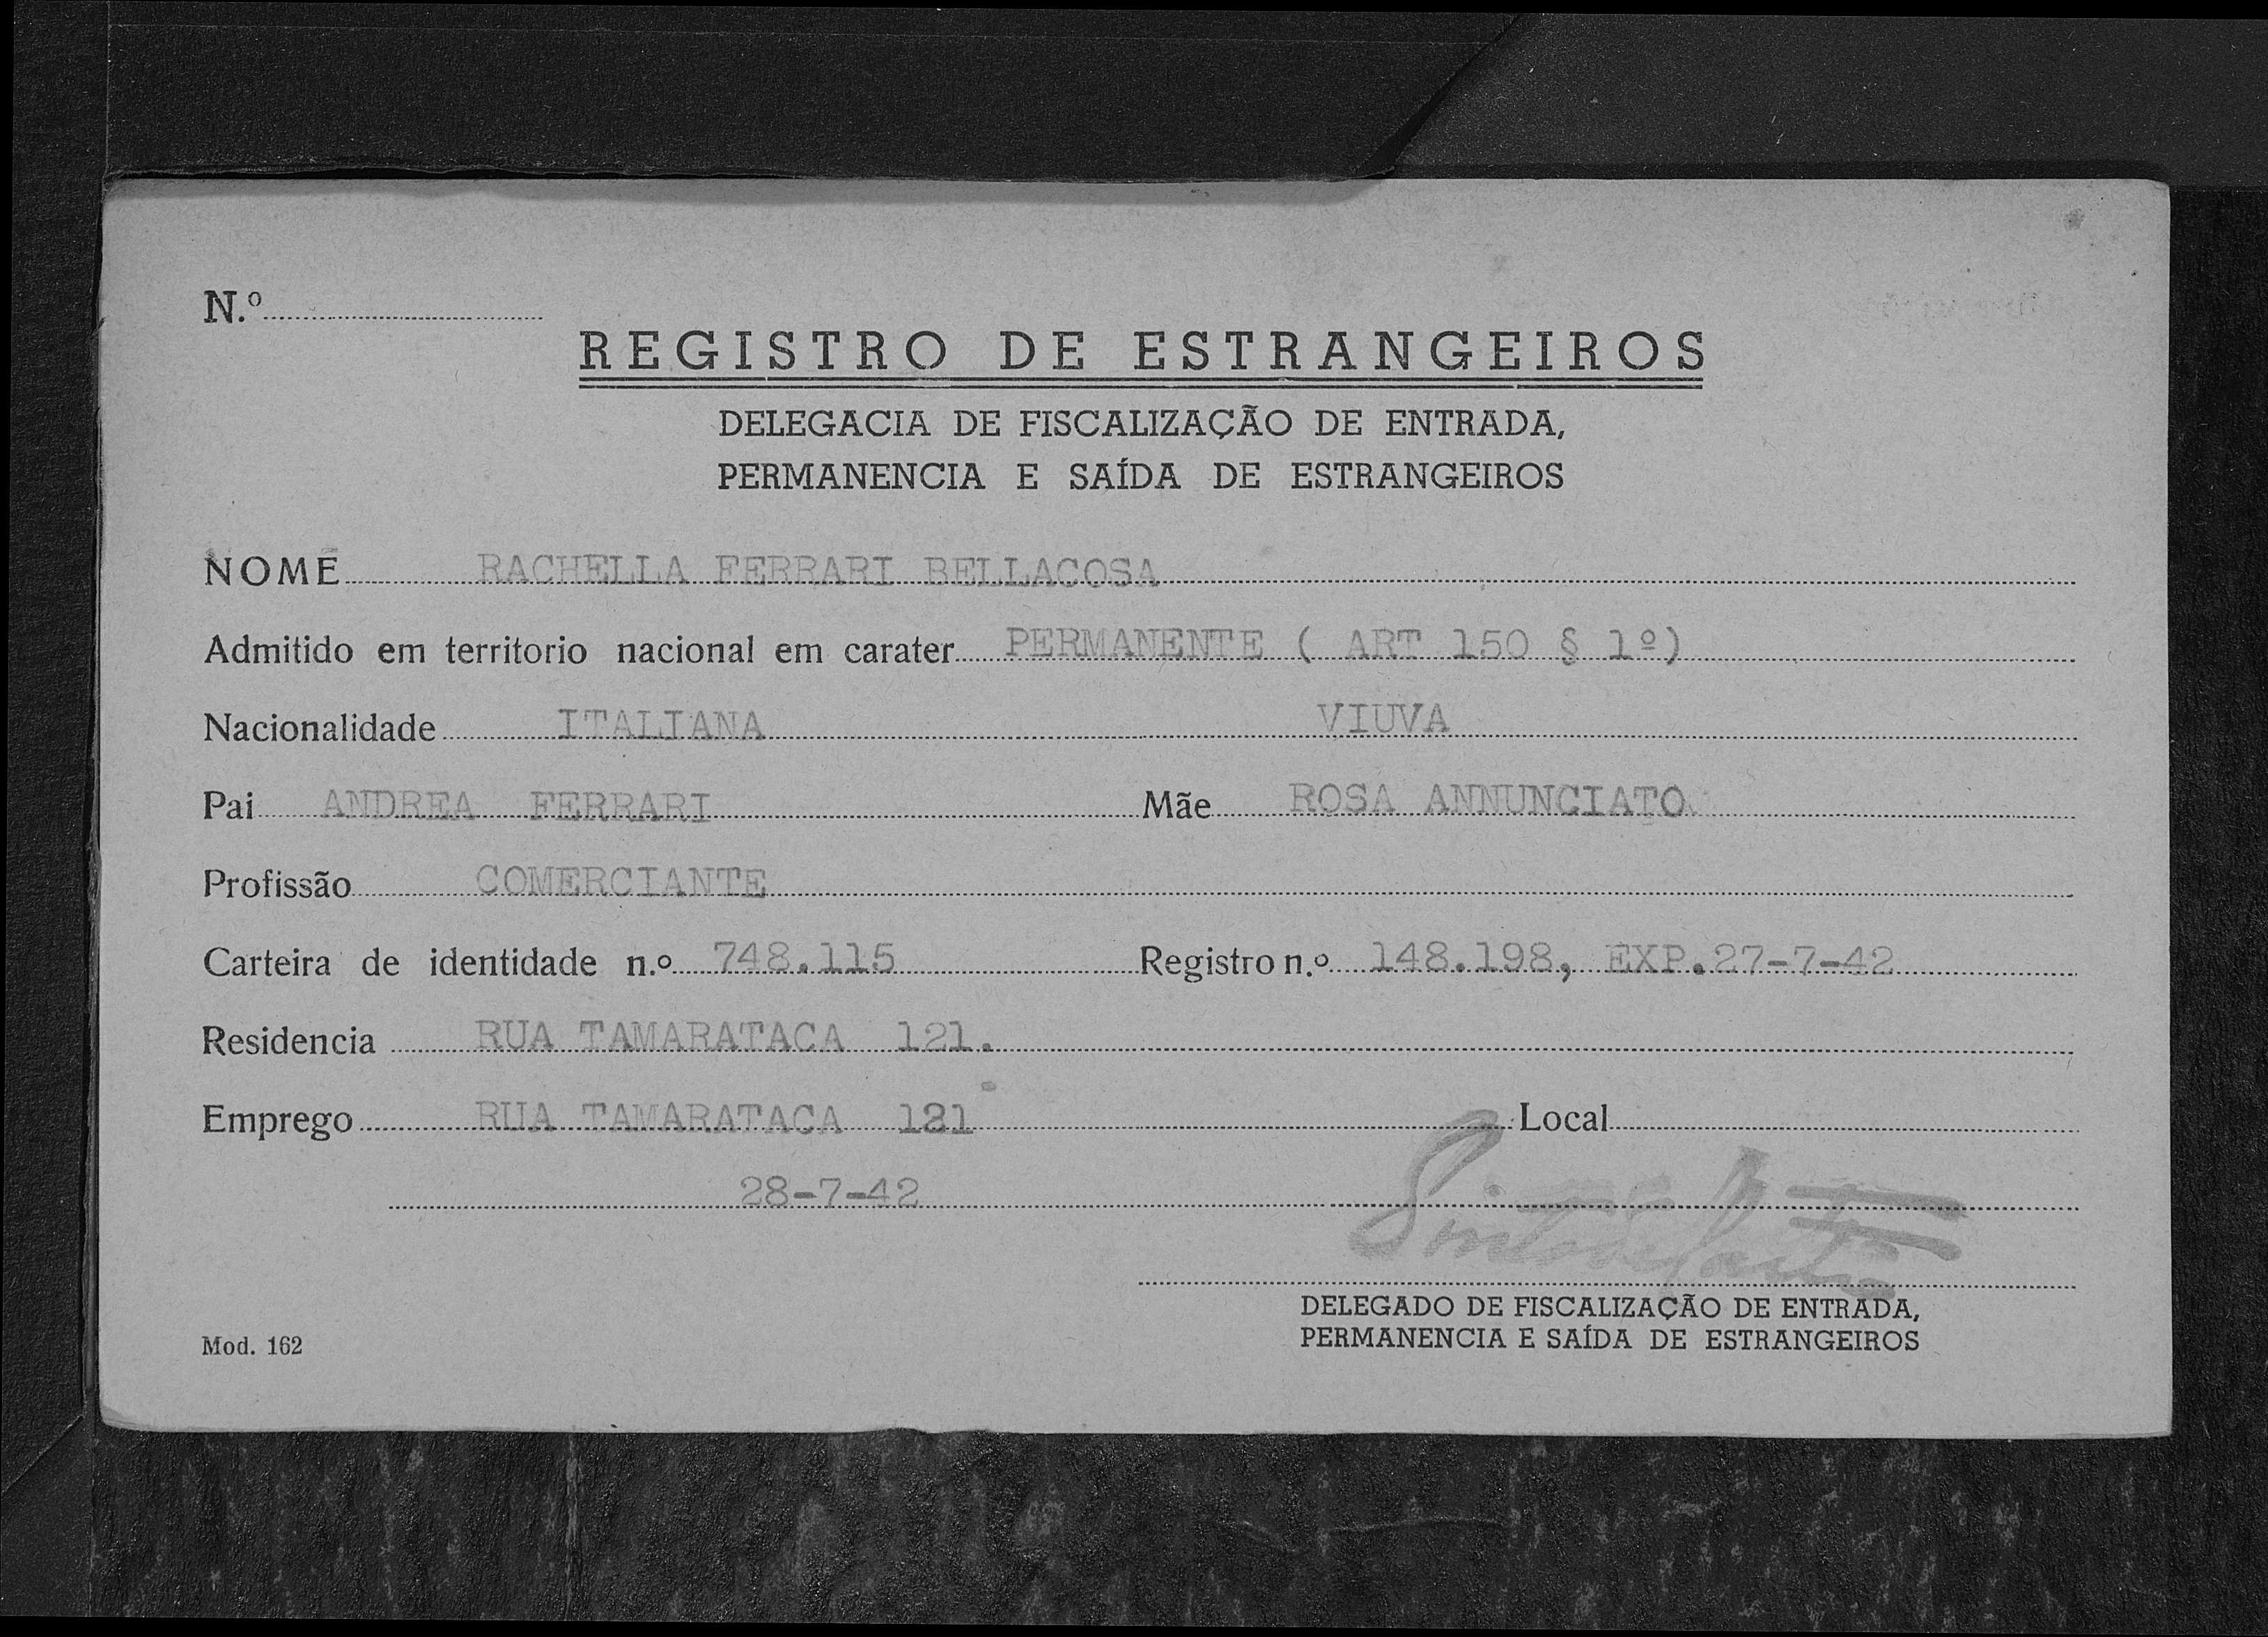 N.º
REGISTRO DE ESTRANGEIROS
DELEGACIA DE FISCALIZAÇÃO DE ENTRADA,
PERMANENCIA E SAÍDA DE ESTRANGEIROS
NOME RACHELLA FERRARI BELLACOSA
Admitido em territorio nacional em carater PERMANENTE ( ART 150 § 1º)
Nacionalidade ITALIANA VIUVA
Pai ANDREA FERRARI Mãe ROSA ANNUNCIATO
Profissão COMERCIANTE
Carteira de identidade n.º 748.115 Registro n.º 148.198, EXP.27-7-42
Residencia RUA TAMARATACA 121.
Emprego RUA TAMARATACA 121 Local
28-7-42
DELEGADO DE FISCALIZAÇÃO DE ENTRADA,
PERMANENCIA E SAÍDA DE ESTRANGEIROS
Mod. 162